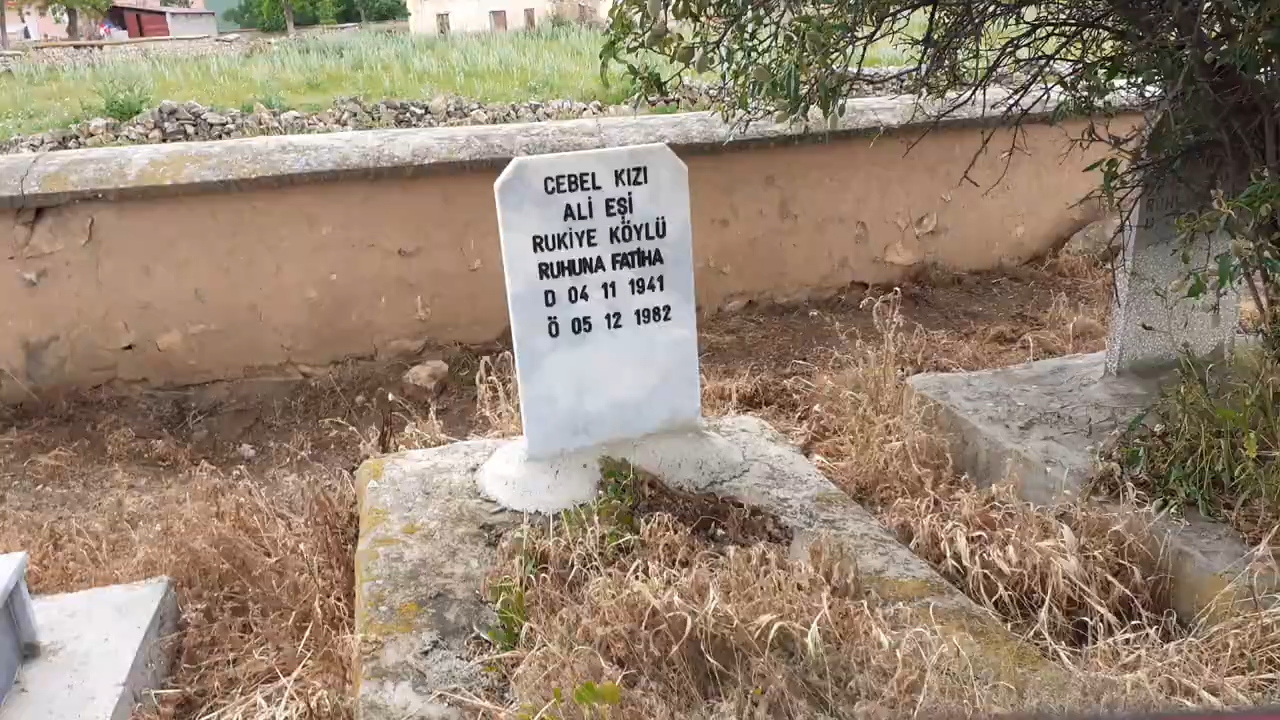 CEBEL KIZI
ALİ EŞİ
RUKİYE KÖYLÜ
RUHUNA FATİHA
D 04 11 1941
Ö 05 12 1982